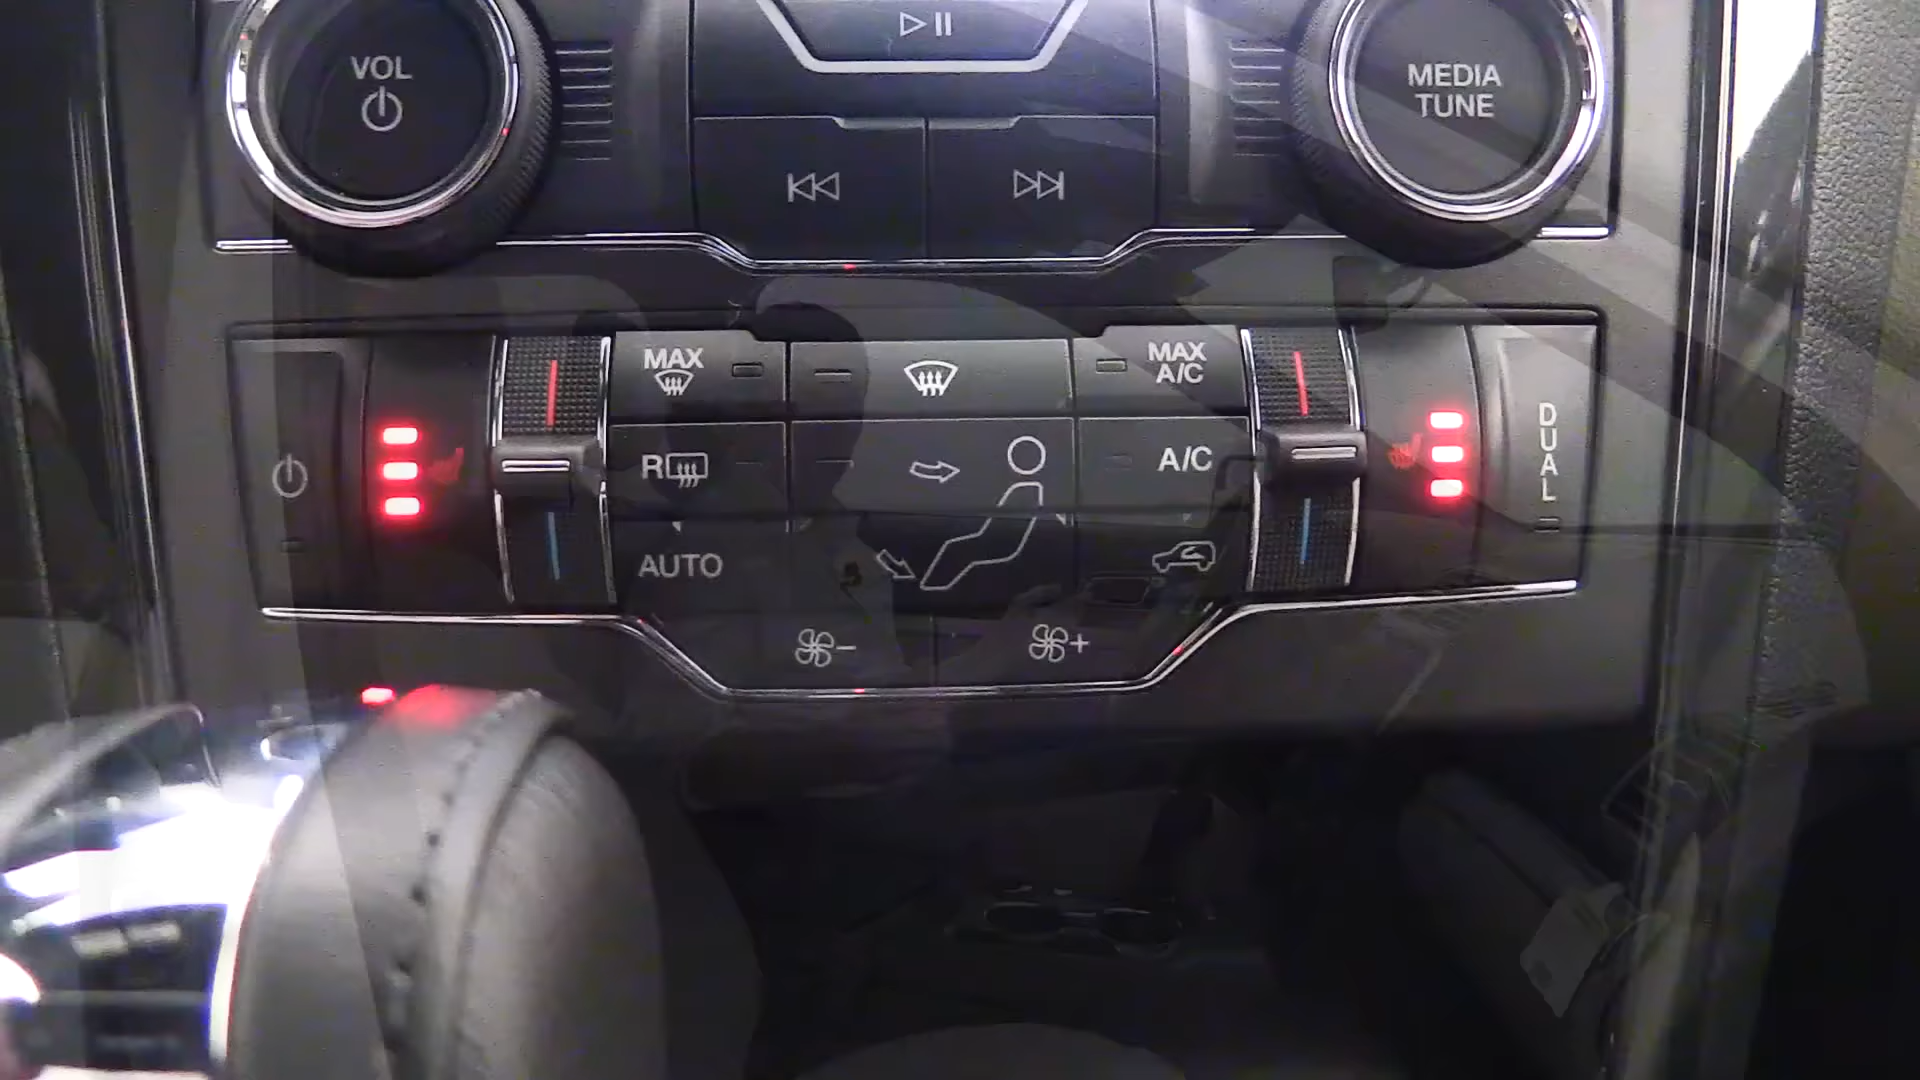 VOL
MEDIA
TUNE
MAX
MAX
A/C
R
A/C
DUAL
AUTO
-
+